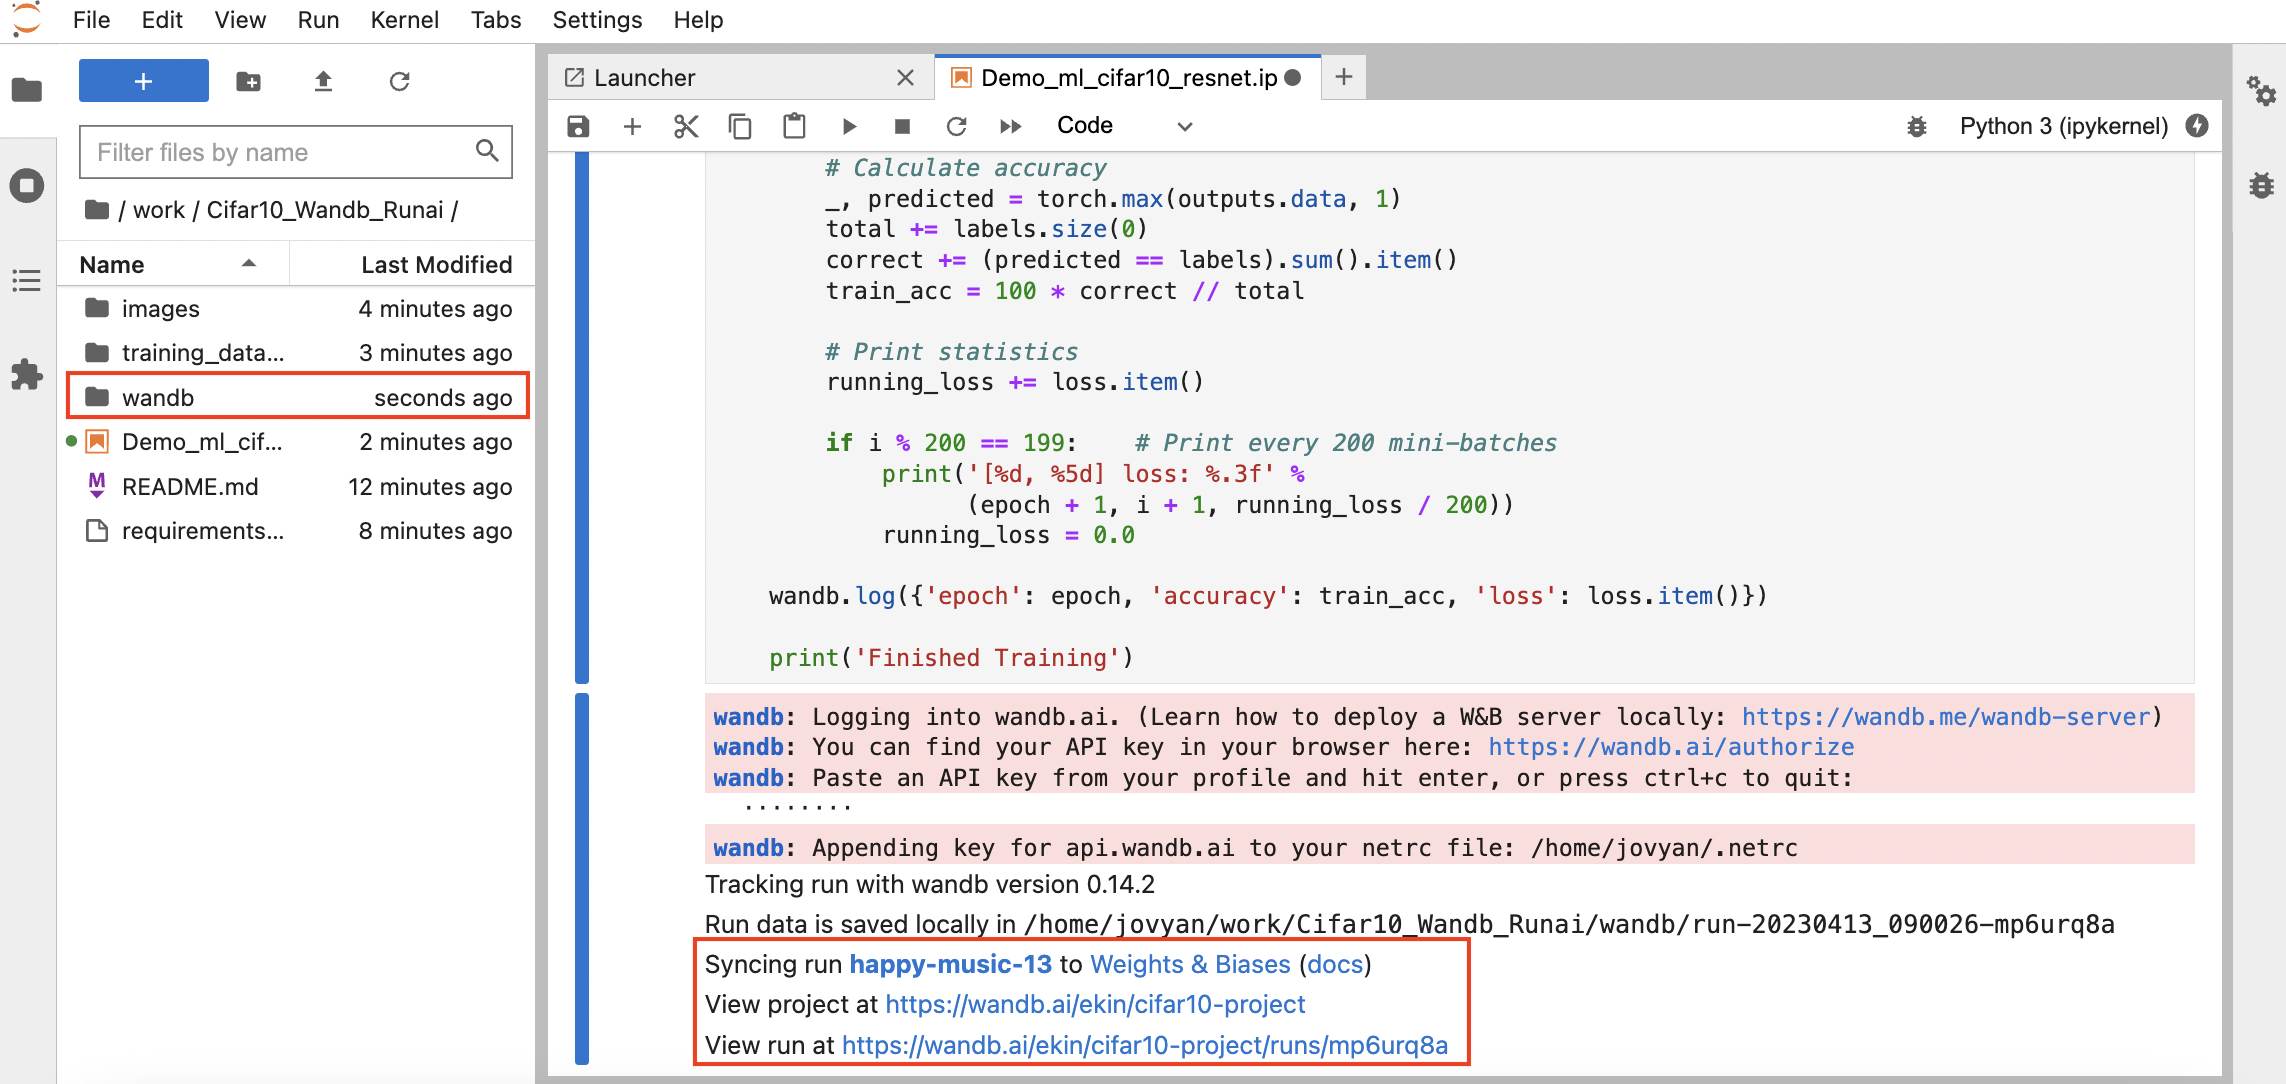 File Edit View Run Kernel Tabs Settings Help
+
Filter files by name
/ work / Cifar10_Wandb_Runai /
Name Last Modified
images 4 minutes ago
training_data... 3 minutes ago
wandb seconds ago
Demo_ml_cif... 2 minutes ago
README.md 12 minutes ago
requirements... 8 minutes ago
Launcher Demo_ml_cifar10_resnet.ip
Code Python 3 (ipykernel)
# Calculate accuracy
_, predicted = torch.max(outputs.data, 1)
total += labels.size(0)
correct += (predicted == labels).sum().item()
train_acc = 100 * correct // total
# Print statistics
running_loss += loss.item()
if i % 200 == 199:    # Print every 200 mini-batches
print('[%d, %5d] loss: %.3f' %
(epoch + 1, i + 1, running_loss / 200))
running_loss = 0.0
wandb.log({'epoch': epoch, 'accuracy': train_acc, 'loss': loss.item()})
print('Finished Training')
wandb: Logging into wandb.ai. (Learn how to deploy a W&B server locally: https://wandb.me/wandb-server)
wandb: You can find your API key in your browser here: https://wandb.ai/authorize
wandb: Paste an API key from your profile and hit enter, or press ctrl+c to quit:
········
wandb: Appending key for api.wandb.ai to your netrc file: /home/jovyan/.netrc
Tracking run with wandb version 0.14.2
Run data is saved locally in /home/jovyan/work/Cifar10_Wandb_Runai/wandb/run-20230413_090026-mp6urq8a
Syncing run happy-music-13 to Weights & Biases (docs)
View project at https://wandb.ai/ekin/cifar10-project
View run at https://wandb.ai/ekin/cifar10-project/runs/mp6urq8a